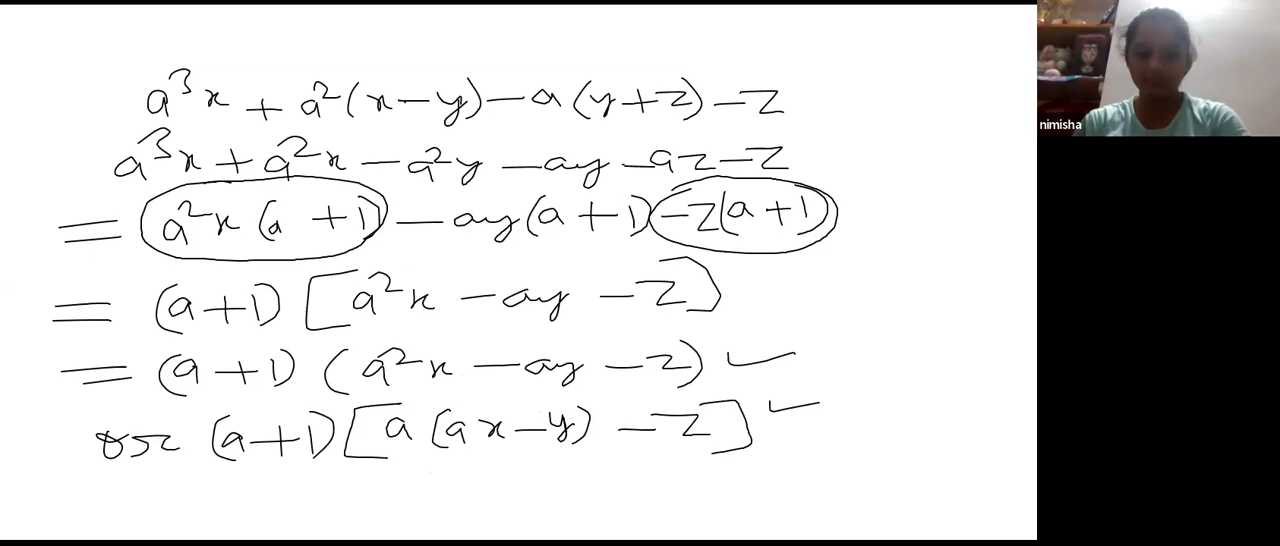 a³x + a²(x-y) - a(y+z) - z
a³x + a²x - a²y - ay - az - z
= a²x(a + 1) - ay(a + 1) - z(a + 1)
= (a+1) [a²x - ay - z]
= (a+1) (a²x - ay - z) ✓
or (a+1) [a(ax-y) - z] ✓
nimisha